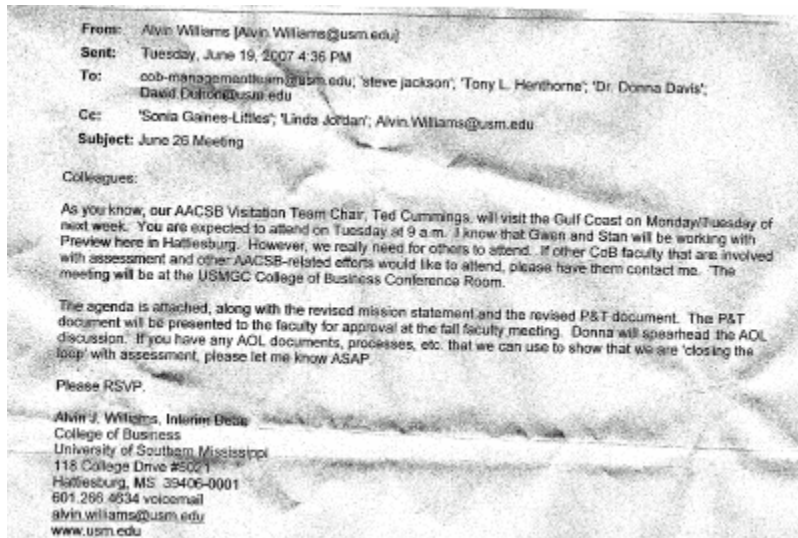 From: Alvin Williams [Alvin.Williams@usm.edu]
Sent: Tuesday, June 19, 2007 4:36 PM
To: cob-managementteam@usm.edu; 'steve jackson'; 'Tony L. Henthorne'; 'Dr. Donna Davis';
David.Duhon@usm.edu
Cc: 'Sonia Gaines-Littles'; 'Linda Jordan'; Alvin.Williams@usm.edu
Subject: June 26 Meeting
Colleagues:
As you know, our AACSB Visitation Team Chair, Ted Cummings, will visit the Gulf Coast on Monday/Tuesday of
next week. You are expected to attend on Tuesday at 9 a.m. I know that Gwen and Stan will be working with
Preview here in Hattiesburg. However, we really need for others to attend. If other CoB faculty that are involved
with assessment and other AACSB-related efforts would like to attend, please have them contact me. The
meeting will be at the USMGC College of Business Conference Room.
The agenda is attached, along with the revised mission statement and the revised P&T document. The P&T
document will be presented to the faculty for approval at the fall faculty meeting. Donna will spearhead the AOL
discussion. If you have any AOL documents, processes, etc. that we can use to show that we are 'closing the
loop' with assessment, please let me know ASAP.
Please RSVP.
Alvin J. Williams, Interim Dean
College of Business
University of Southern Mississippi
118 College Drive #5021
Hattiesburg, MS 39406-0001
601.266.4634 voicemail
alvin.williams@usm.edu
www.usm.edu